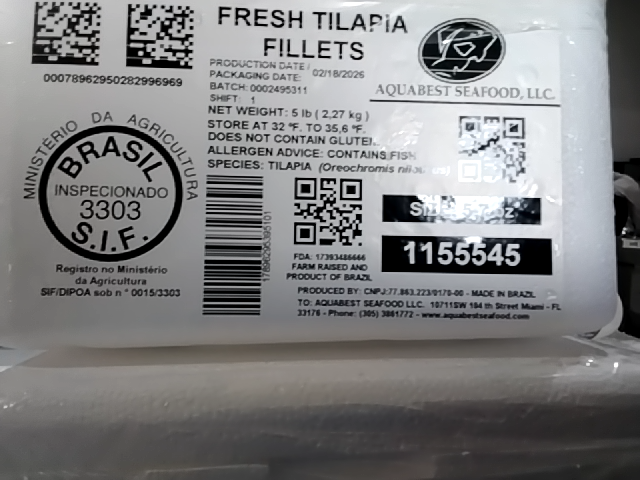 FRESH TILAPIA
FILLETS
PRODUCTION DATE /
PACKAGING DATE: 02/18/2026
BATCH: 0002495311
SHIFT: 1
NET WEIGHT: 5 lb ( 2,27 kg )
STORE AT 32 °F. TO 35,6 °F.
DOES NOT CONTAIN GLUTEN.
ALLERGEN ADVICE: CONTAINS FISH
SPECIES: TILAPIA (Oreochromis
00078962950282996969
MINISTÉRIO DA AGRICULTURA
BRASIL
INSPECIONADO
3303
S.I.F.
Registro no Ministério
da Agricultura
SIF/DIPOA sob n° 0015/3303
AQUABEST SEAFOOD, LLC.
1155545
FDA: 17393486666
FARM RAISED AND
PRODUCT OF BRAZIL
PRODUCED BY: CNPJ:77.863.223/0170-00 - MADE IN BRAZIL
TO: AQUABEST SEAFOOD LLC. 10711SW 184 th Street Miami - FL
33176 - Phone: (305) 3861772 - www.aquabestseafood.com